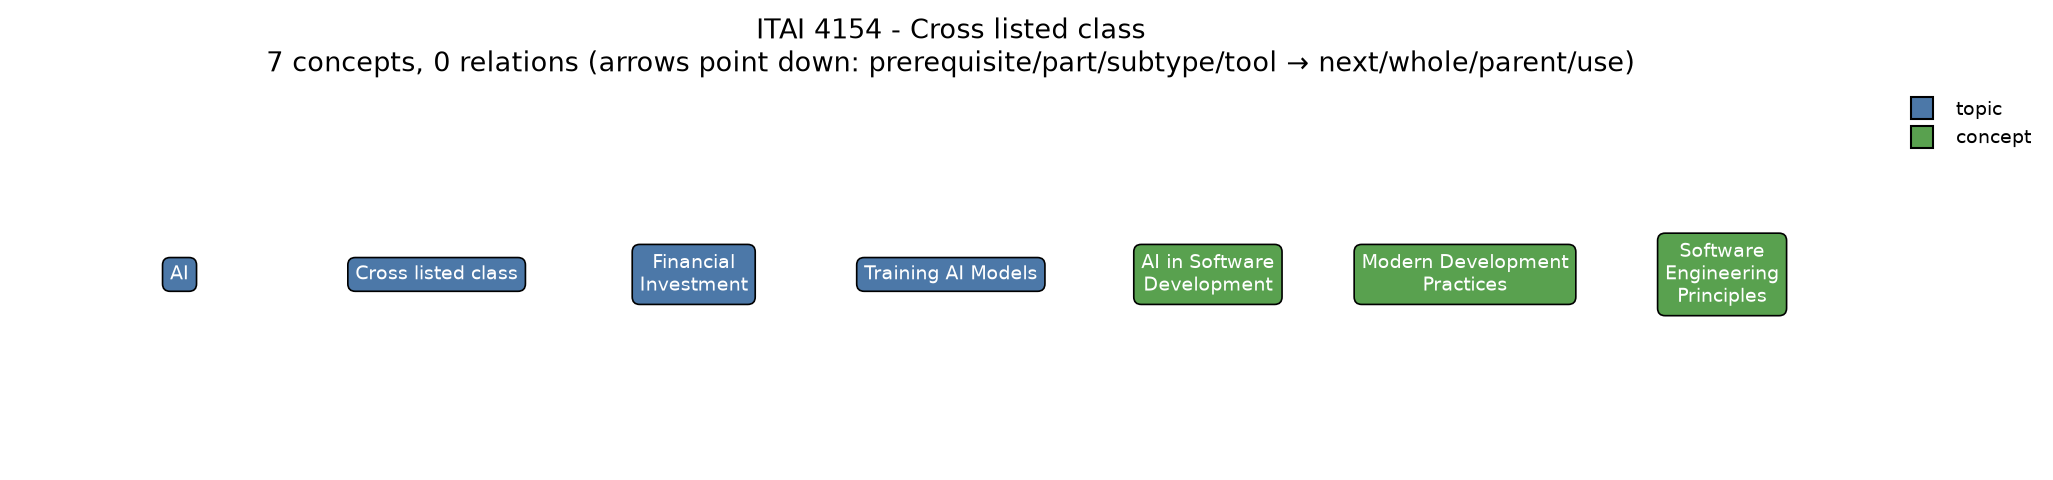 ITAI 4154 - Cross listed class
7 concepts, 0 relations (arrows point down: prerequisite/part/subtype/tool → next/whole/parent/use)
topic
concept
AI
Cross listed class
Financial
Investment
Training AI Models
AI in Software
Development
Modern Development
Practices
Software
Engineering
Principles